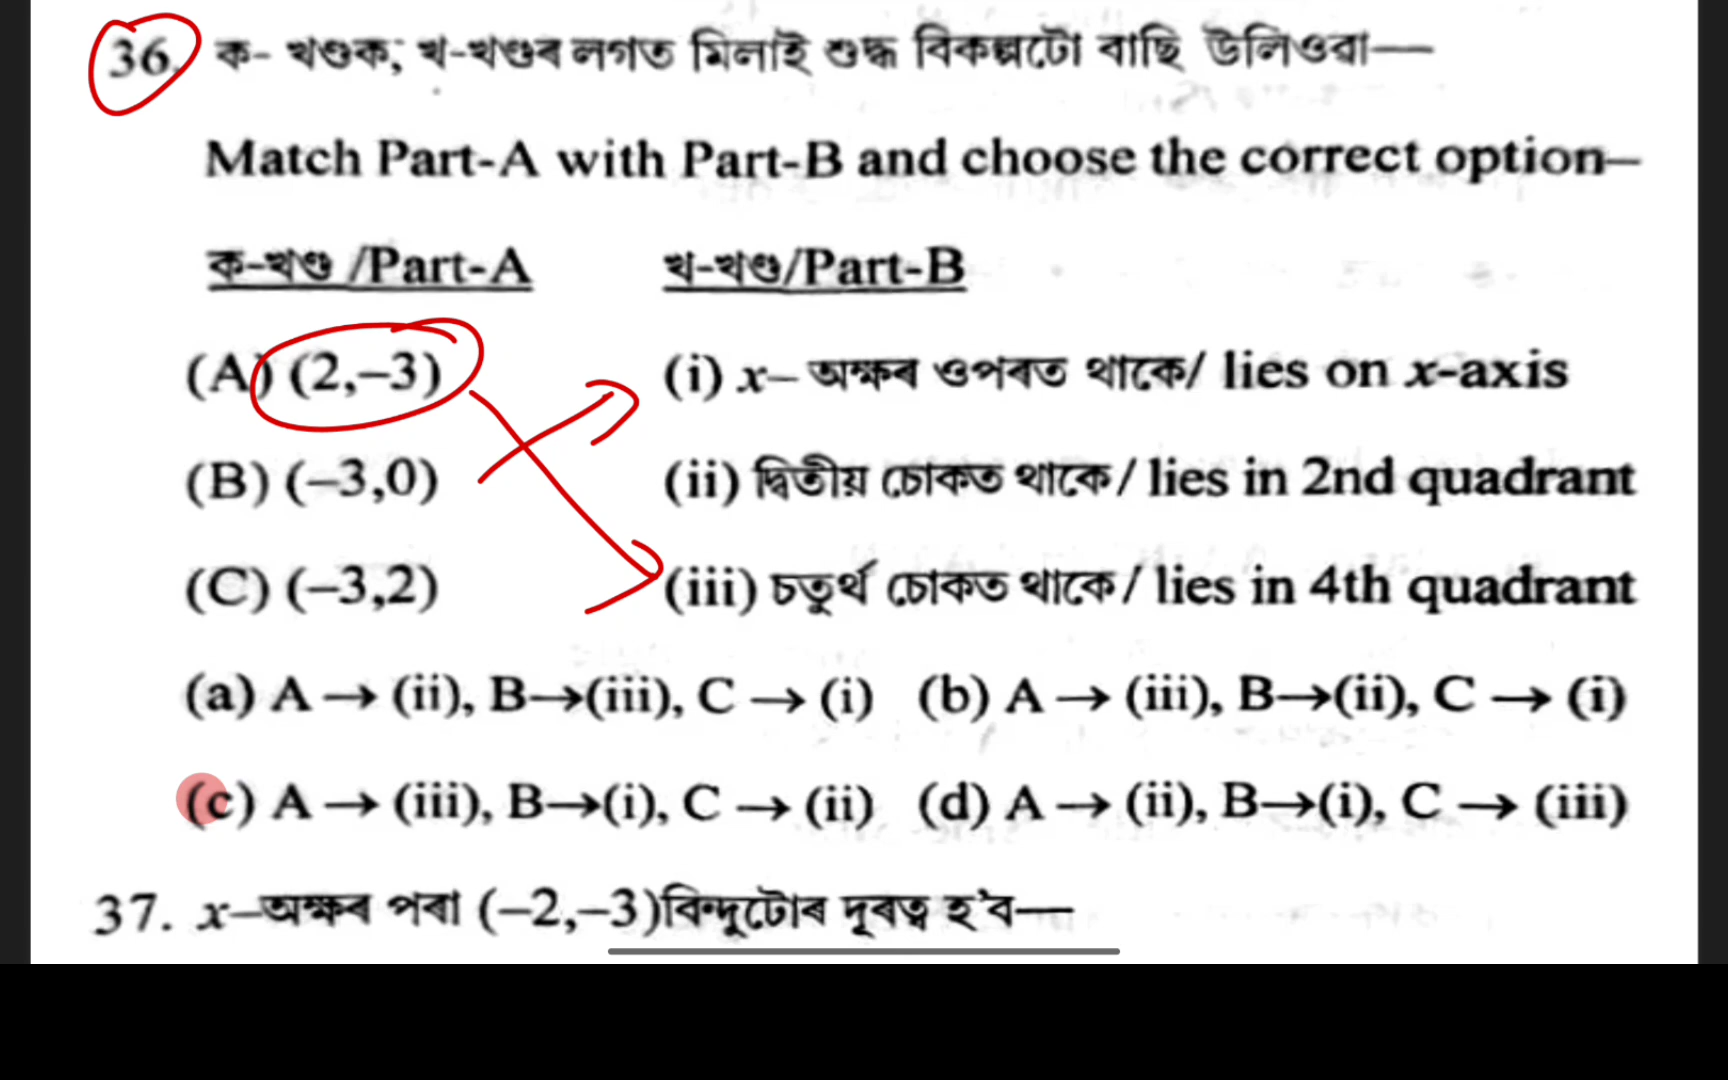 36. ক- খণ্ডক; খ-খণ্ডৰ লগত মিলাই শুদ্ধ বিকল্পটো বাছি উলিওৱা—
Match Part-A with Part-B and choose the correct option—
ক-খণ্ড /Part-A খ-খণ্ড/Part-B
(A) (2,–3) (i) x– অক্ষৰ ওপৰত থাকে/ lies on x-axis
(B) (–3,0) (ii) দ্বিতীয় চোকত থাকে/ lies in 2nd quadrant
(C) (–3,2) (iii) চতুৰ্থ চোকত থাকে/ lies in 4th quadrant
(a) A → (ii), B→(iii), C → (i) (b) A → (iii), B→(ii), C → (i)
(c) A → (iii), B→(i), C → (ii) (d) A → (ii), B→(i), C → (iii)
37. x–অক্ষৰ পৰা (–2,–3)বিন্দুটোৰ দূৰত্ব হ'ব—